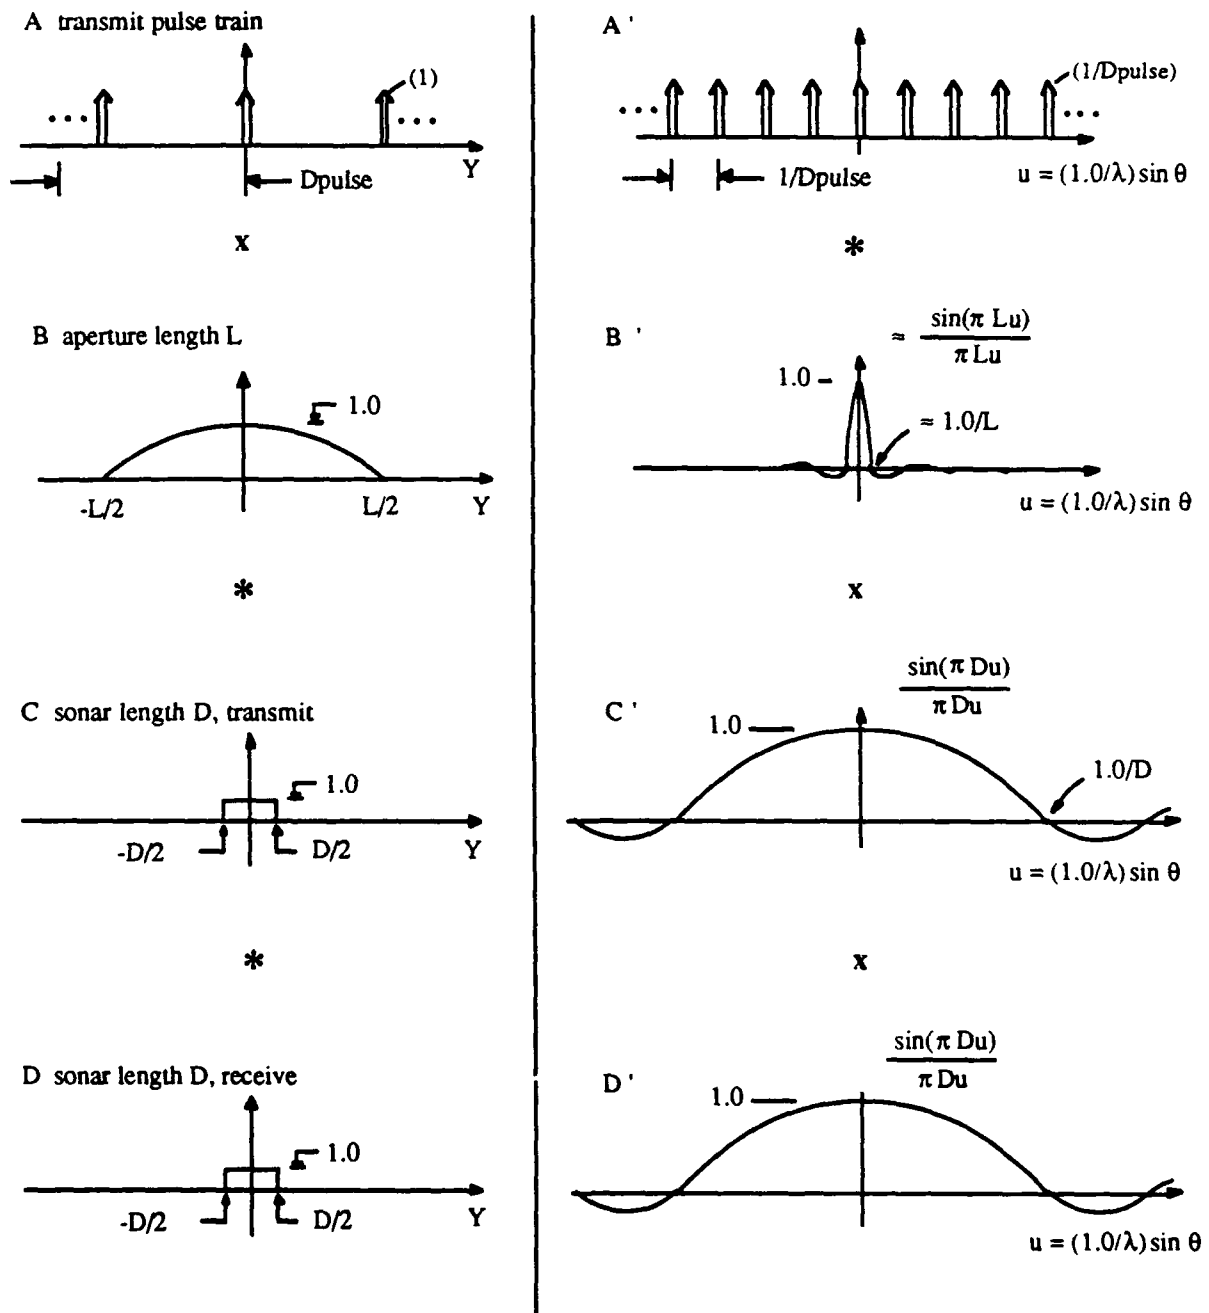 A transmit pulse train
(1)
··· ···
Y
Dpulse
x
B aperture length L
1.0
-L/2 L/2 Y
*
C sonar length D, transmit
1.0
-D/2 D/2 Y
*
D sonar length D, receive
1.0
-D/2 D/2 Y
A '
(1/Dpulse)
··· ···
1/Dpulse
u = (1.0/λ) sin θ
*
B '
≈ sin(π Lu)
π Lu
1.0
≈ 1.0/L
u = (1.0/λ) sin θ
x
C '
sin(π Du)
π Du
1.0
1.0/D
u = (1.0/λ) sin θ
x
D '
sin(π Du)
π Du
1.0
u = (1.0/λ) sin θ